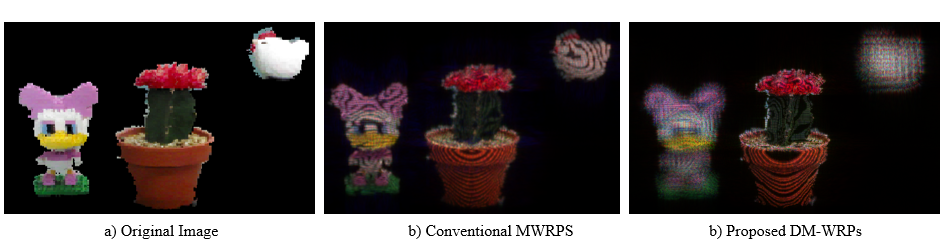 a) Original Image
b) Conventional MWRPS
b) Proposed DM-WRPs